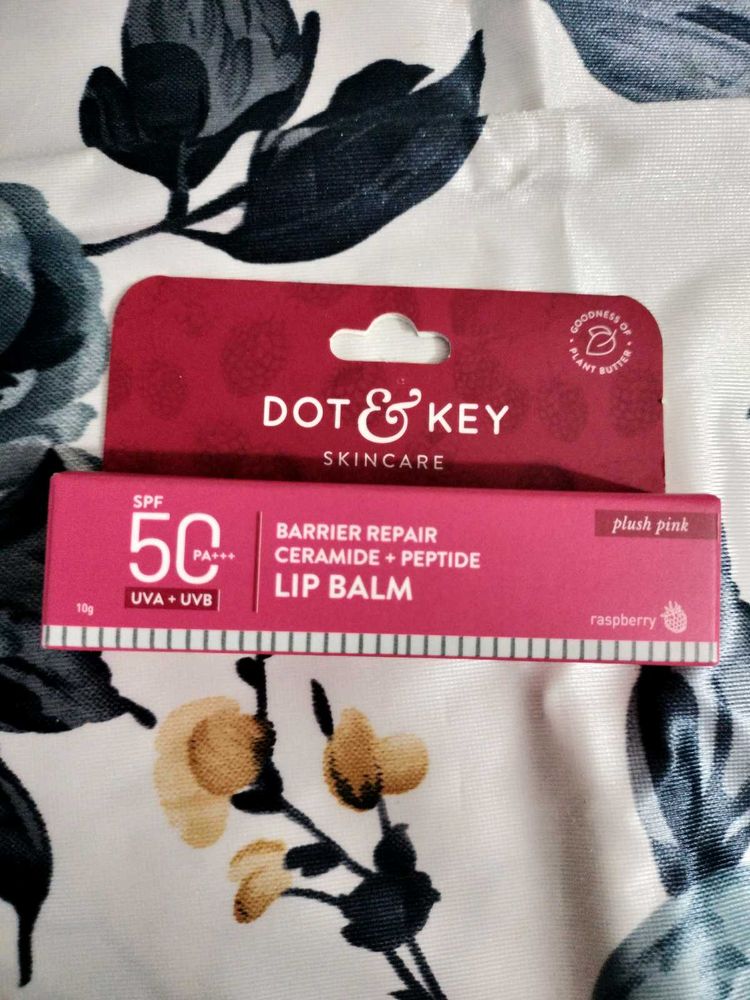 GOODNESS OF
PLANT BUTTER
DOT & KEY
SKINCARE
SPF
50 PA+++
UVA + UVB
10g
BARRIER REPAIR
CERAMIDE + PEPTIDE
LIP BALM
plush pink
raspberry